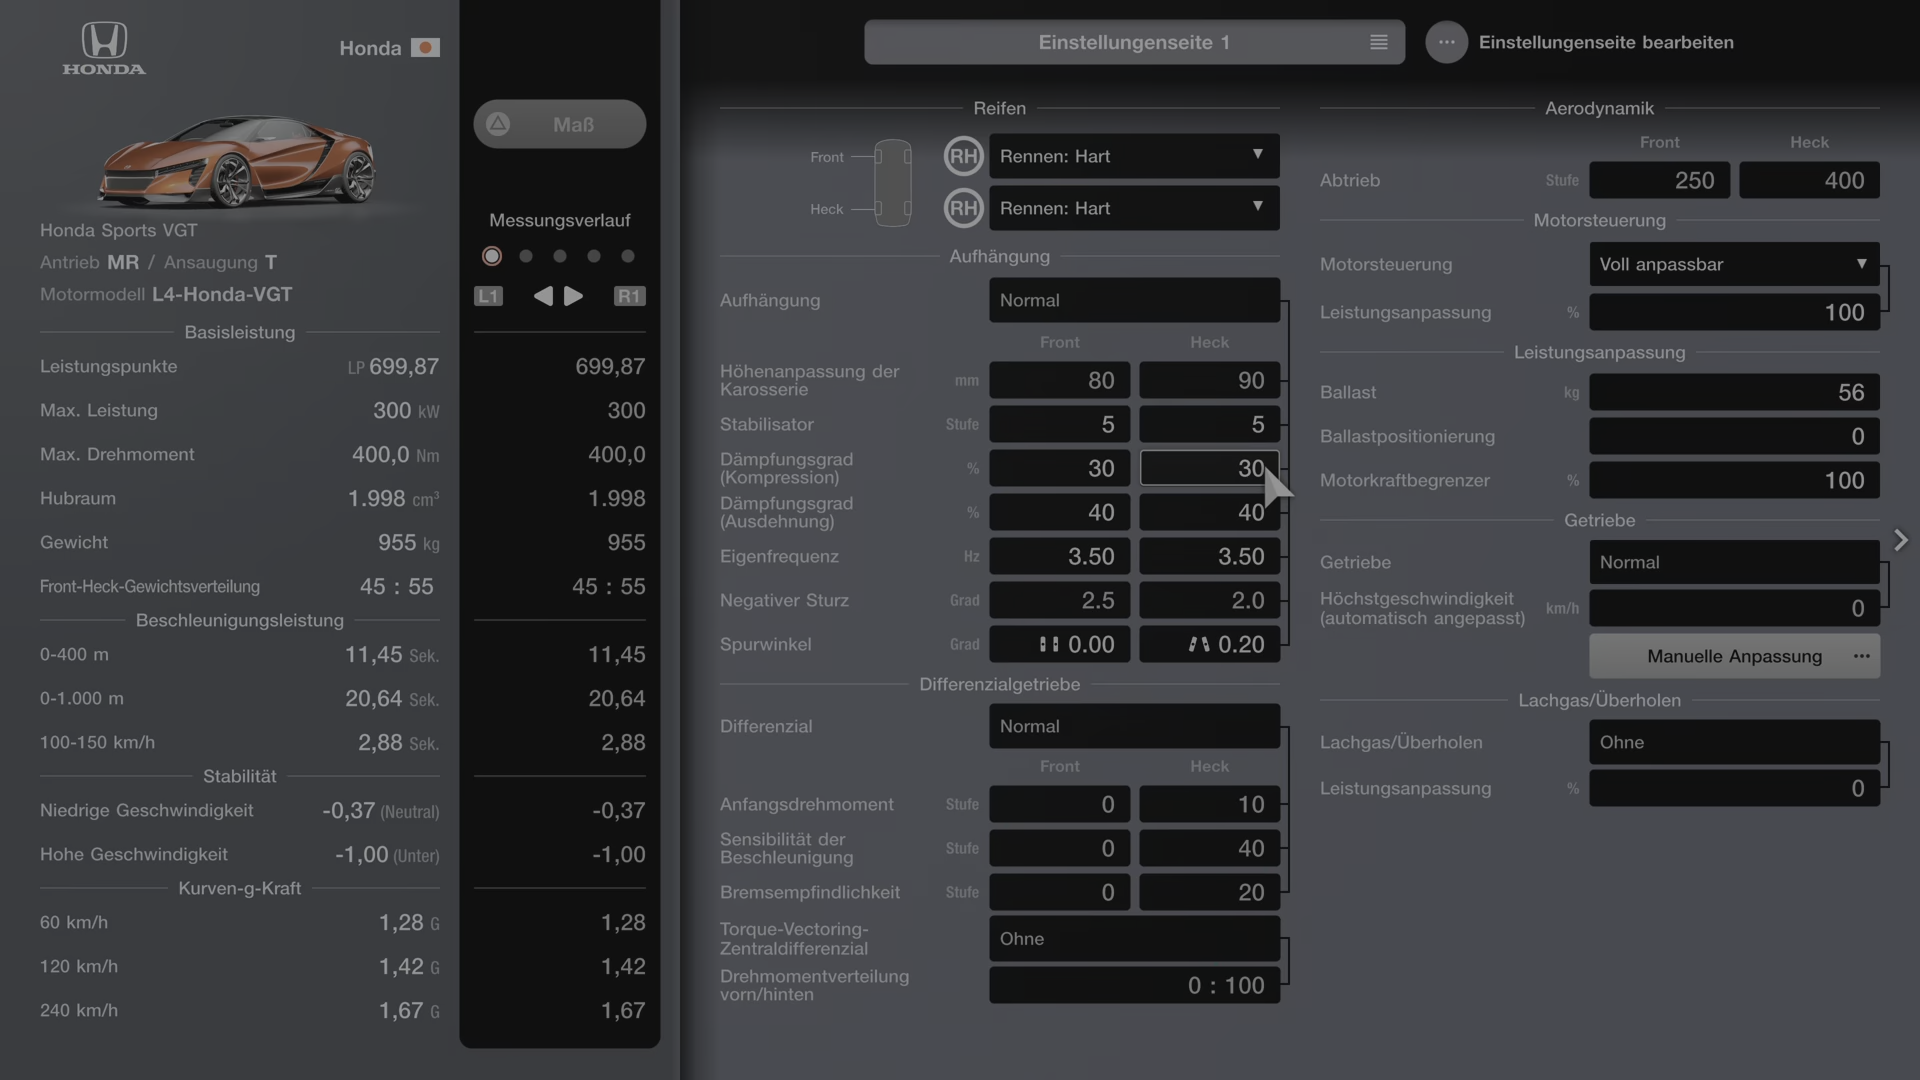 HONDA
Honda
Honda Sports VGT
Antrieb MR / Ansaugung T
Motormodell L4-Honda-VGT
Basisleistung
Leistungspunkte LP 699,87
Max. Leistung 300 kW
Max. Drehmoment 400,0 Nm
Hubraum 1.998 cm³
Gewicht 955 kg
Front-Heck-Gewichtsverteilung 45 : 55
Beschleunigungsleistung
0-400 m 11,45 Sek.
0-1.000 m 20,64 Sek.
100-150 km/h 2,88 Sek.
Stabilität
Niedrige Geschwindigkeit -0,37 (Neutral)
Hohe Geschwindigkeit -1,00 (Unter)
Kurven-g-Kraft
60 km/h 1,28 G
120 km/h 1,42 G
240 km/h 1,67 G
Maß
Messungsverlauf
L1 R1
699,87
300
400,0
1.998
955
45 : 55
11,45
20,64
2,88
-0,37
-1,00
1,28
1,42
1,67
Einstellungenseite 1
Einstellungenseite bearbeiten
Reifen
Front RH Rennen: Hart
Heck RH Rennen: Hart
Aufhängung
Aufhängung Normal
Front Heck
Höhenanpassung der
Karosserie mm 80 90
Stabilisator Stufe 5 5
Dämpfungsgrad
(Kompression) % 30 30
Dämpfungsgrad
(Ausdehnung) % 40 40
Eigenfrequenz Hz 3.50 3.50
Negativer Sturz Grad 2.5 2.0
Spurwinkel Grad 0.00 0.20
Differenzialgetriebe
Differenzial Normal
Front Heck
Anfangsdrehmoment Stufe 0 10
Sensibilität der
Beschleunigung Stufe 0 40
Bremsempfindlichkeit Stufe 0 20
Torque-Vectoring-
Zentraldifferenzial Ohne
Drehmomentverteilung
vorn/hinten 0 : 100
Aerodynamik
Front Heck
Abtrieb Stufe 250 400
Motorsteuerung
Motorsteuerung Voll anpassbar
Leistungsanpassung % 100
Leistungsanpassung
Ballast kg 56
Ballastpositionierung 0
Motorkraftbegrenzer % 100
Getriebe
Getriebe Normal
Höchstgeschwindigkeit
(automatisch angepasst) km/h 0
Manuelle Anpassung ...
Lachgas/Überholen
Lachgas/Überholen Ohne
Leistungsanpassung % 0